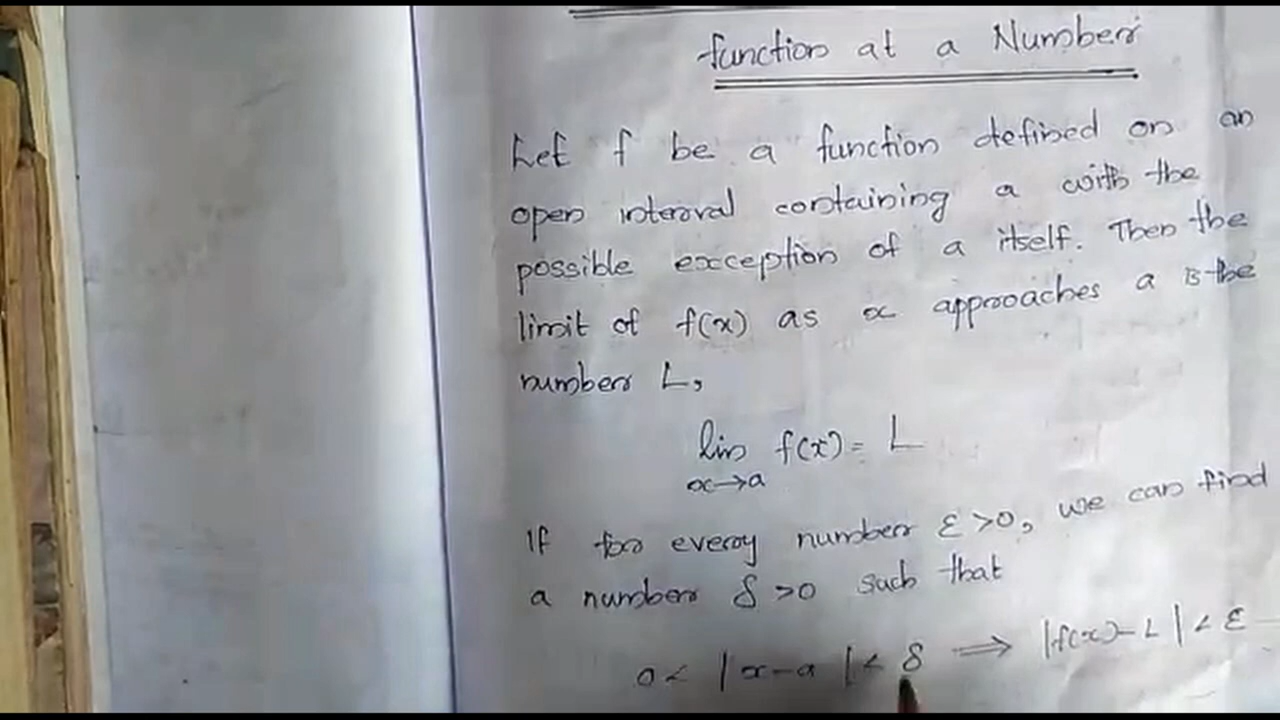 function at a Number
Let f be a function defined on an
open interval containing a with the
possible exception of a itself. Then the
limit of f(x) as x approaches a is the
number L,
lim f(x) = L
x→a
If for every number ε >0, we can find
a number δ >0 such that
0 < |x-a| < δ ⟹ |f(x)-L| < ε